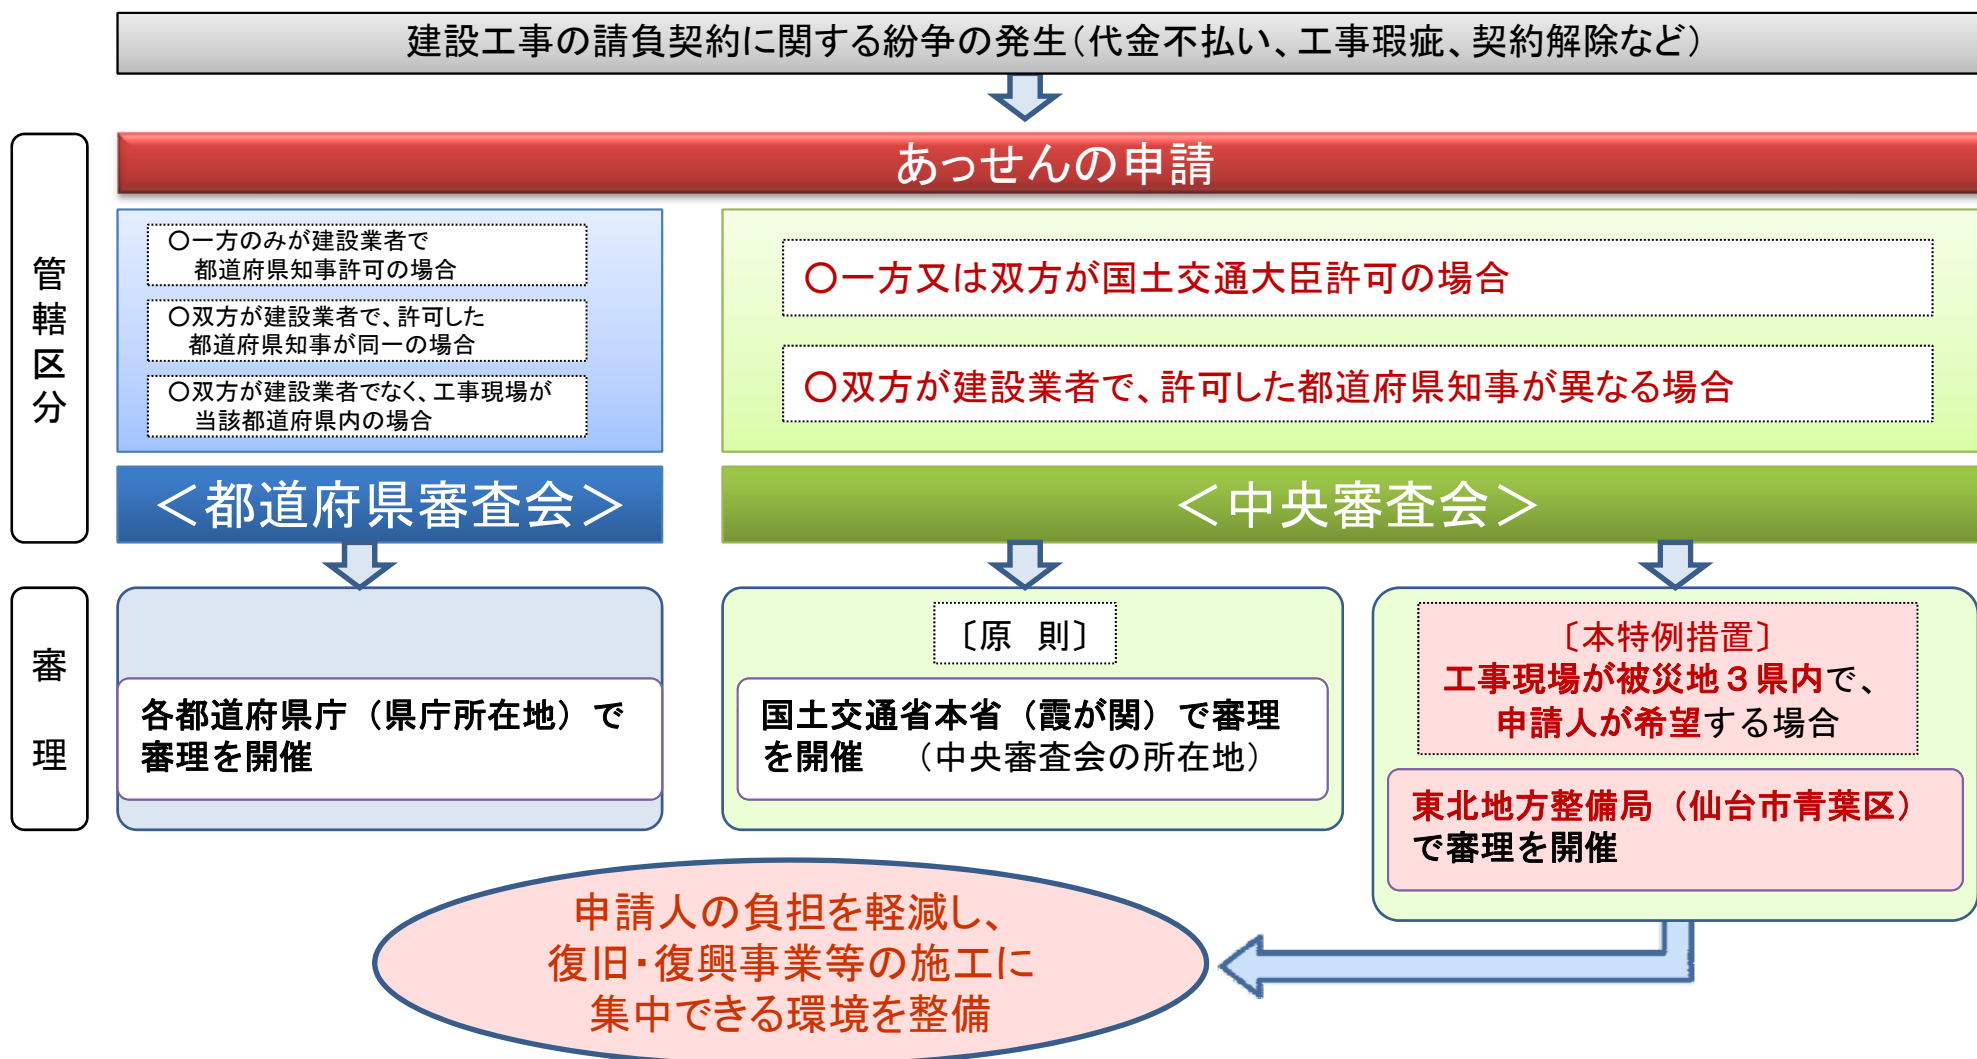 建設工事の請負契約に関する紛争の発生(代金不払い、工事瑕疵、契約解除など)
あっせんの申請
管轄区分
○一方のみが建設業者で
都道府県知事許可の場合
○双方が建設業者で、許可した
都道府県知事が同一の場合
○双方が建設業者でなく、工事現場が
当該都道府県内の場合
○一方又は双方が国土交通大臣許可の場合
○双方が建設業者で、許可した都道府県知事が異なる場合
＜都道府県審査会＞
＜中央審査会＞
審理
各都道府県庁（県庁所在地）で
審理を開催
〔原　則〕
国土交通省本省（霞が関）で審理
を開催　（中央審査会の所在地）
〔本特例措置〕
工事現場が被災地３県内で、
申請人が希望する場合
東北地方整備局（仙台市青葉区）
で審理を開催
申請人の負担を軽減し、
復旧・復興事業等の施工に
集中できる環境を整備